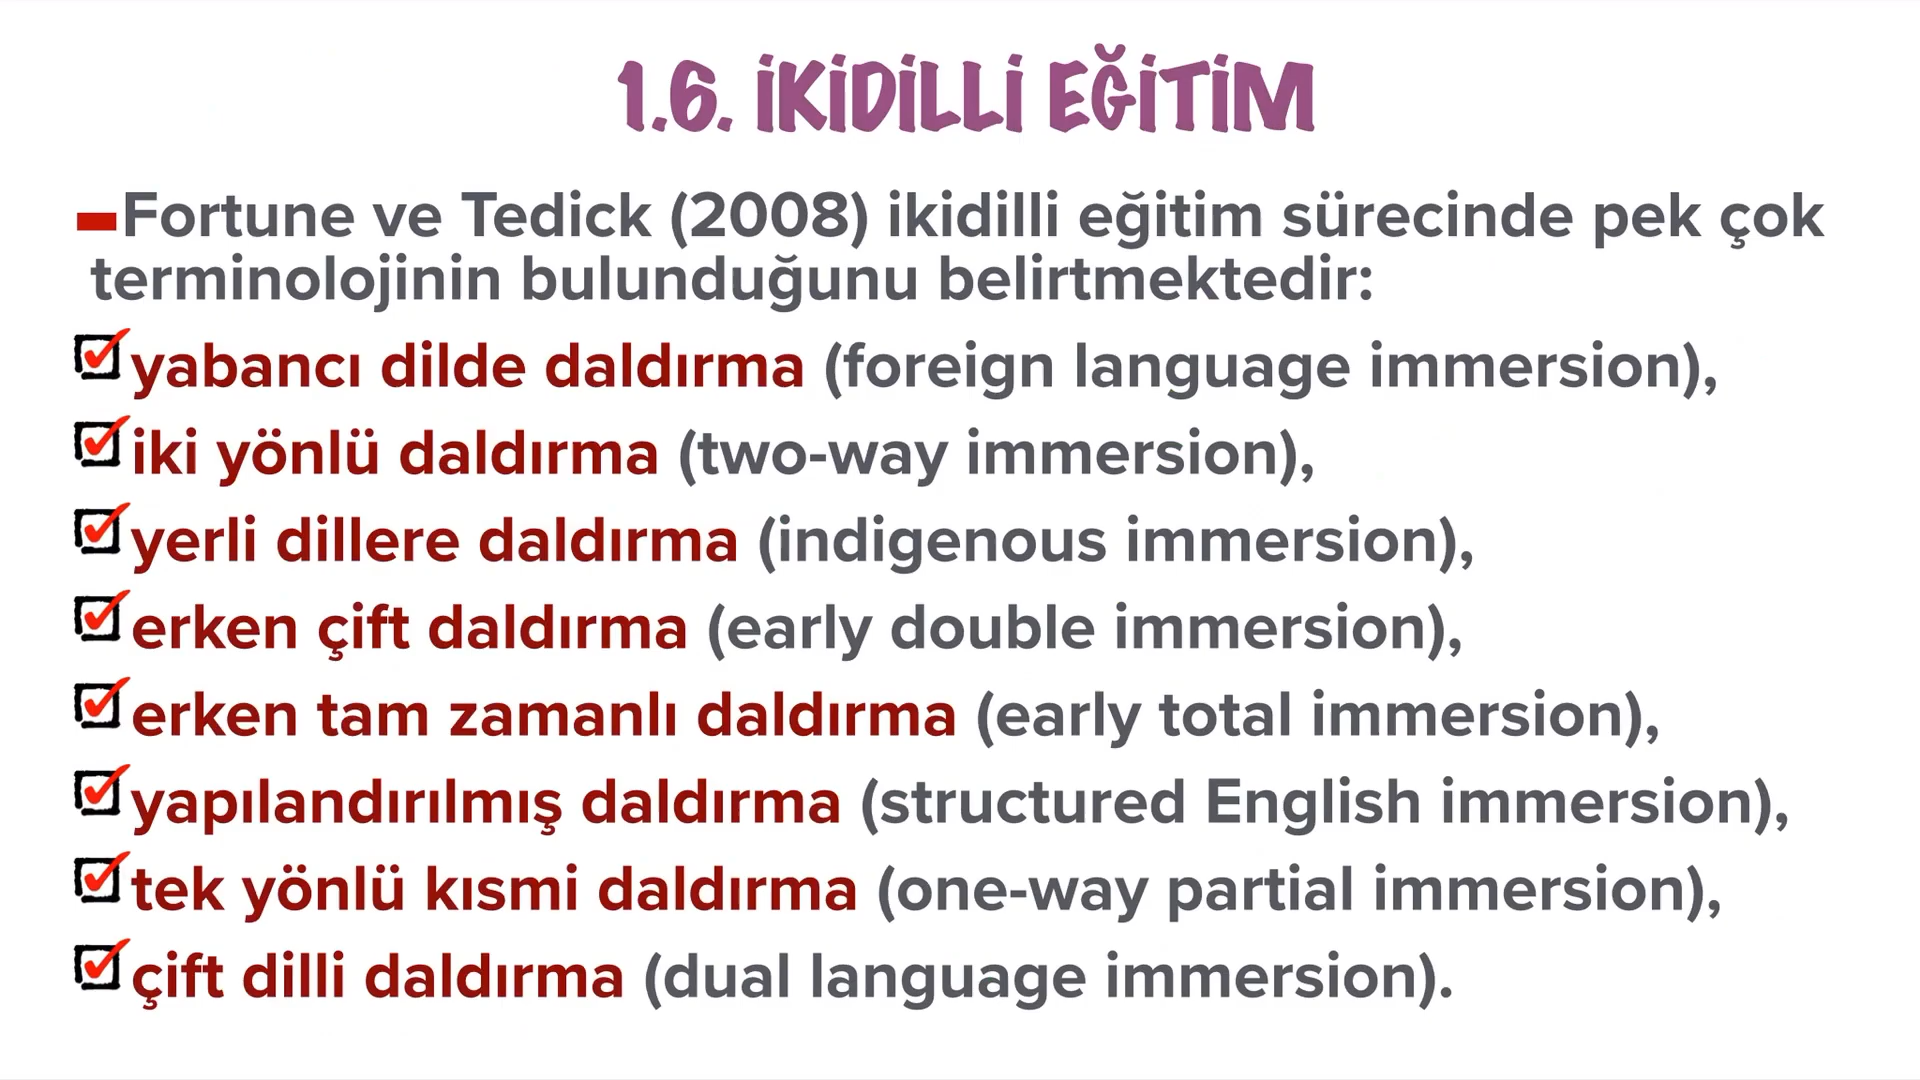 1.6. İKİDİLLİ EĞİTİM
Fortune ve Tedick (2008) ikidilli eğitim sürecinde pek çok
terminolojinin bulunduğunu belirtmektedir:
yabancı dilde daldırma (foreign language immersion),
iki yönlü daldırma (two-way immersion),
yerli dillere daldırma (indigenous immersion),
erken çift daldırma (early double immersion),
erken tam zamanlı daldırma (early total immersion),
yapılandırılmış daldırma (structured English immersion),
tek yönlü kısmi daldırma (one-way partial immersion),
çift dilli daldırma (dual language immersion).